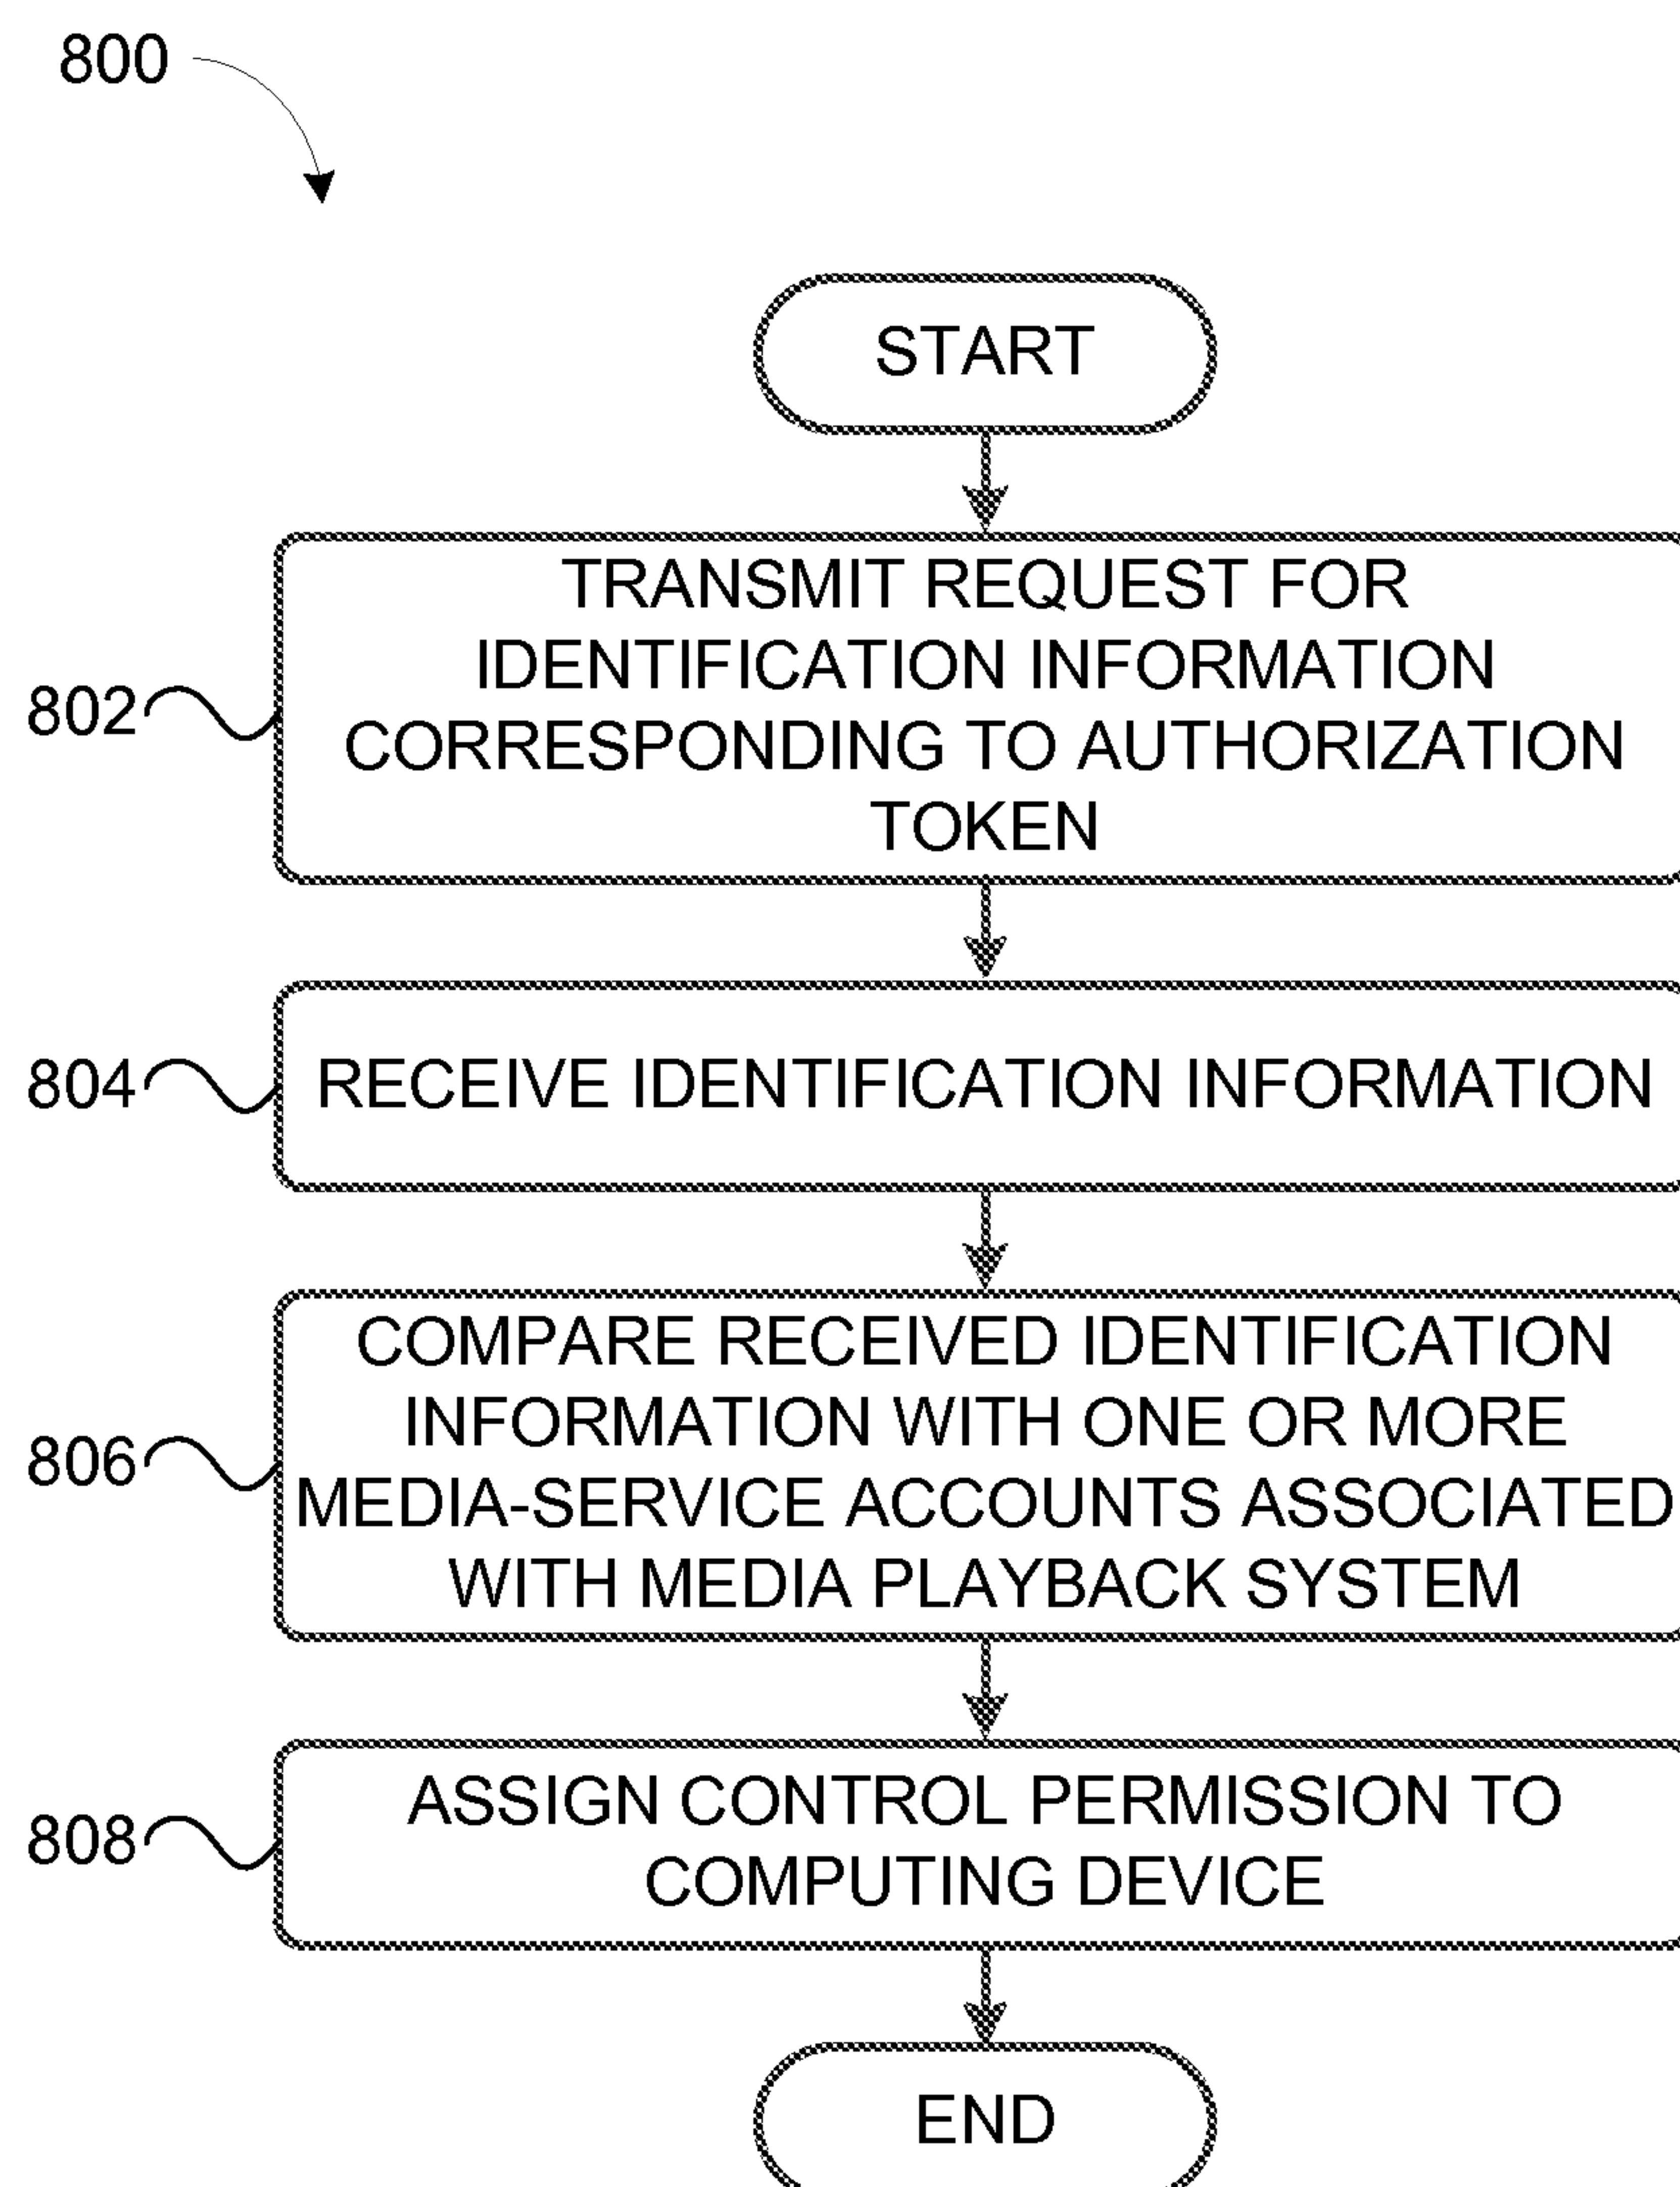 800
START
802
TRANSMIT REQUEST FOR
IDENTIFICATION INFORMATION
CORRESPONDING TO AUTHORIZATION
TOKEN
804
RECEIVE IDENTIFICATION INFORMATION
806
COMPARE RECEIVED IDENTIFICATION
INFORMATION WITH ONE OR MORE
MEDIA-SERVICE ACCOUNTS ASSOCIATED
WITH MEDIA PLAYBACK SYSTEM
808
ASSIGN CONTROL PERMISSION TO
COMPUTING DEVICE
END